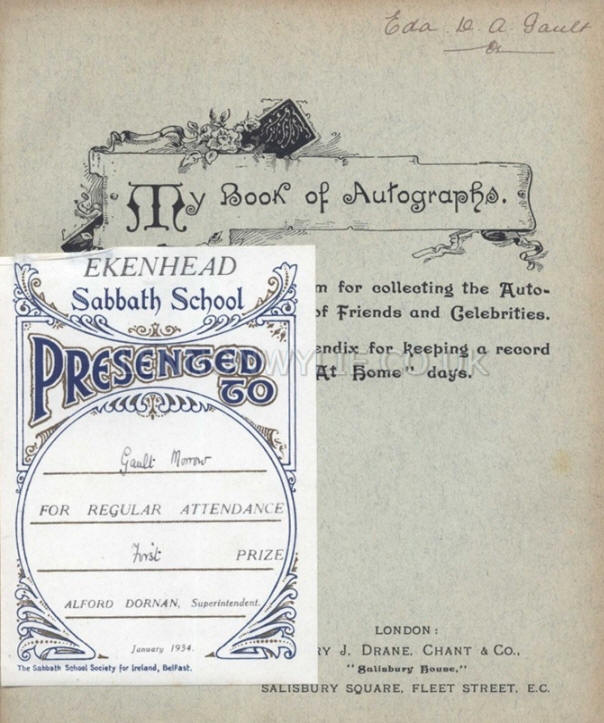 Eda. D. A. Gault
My Book of Autographs.
m for collecting the Auto-
of Friends and Celebrities.
endix for keeping a record
"At Home" days.
EKENHEAD
Sabbath School
PRESENTED
TO
Gault Morrow
FOR REGULAR ATTENDANCE
First PRIZE
ALFORD DORNAN, Superintendent.
January 1934.
The Sabbath School Society for Ireland, Belfast.
LONDON:
RY J. DRANE, CHANT & Co.,
"Salisbury House,"
SALISBURY SQUARE, FLEET STREET, E.C.